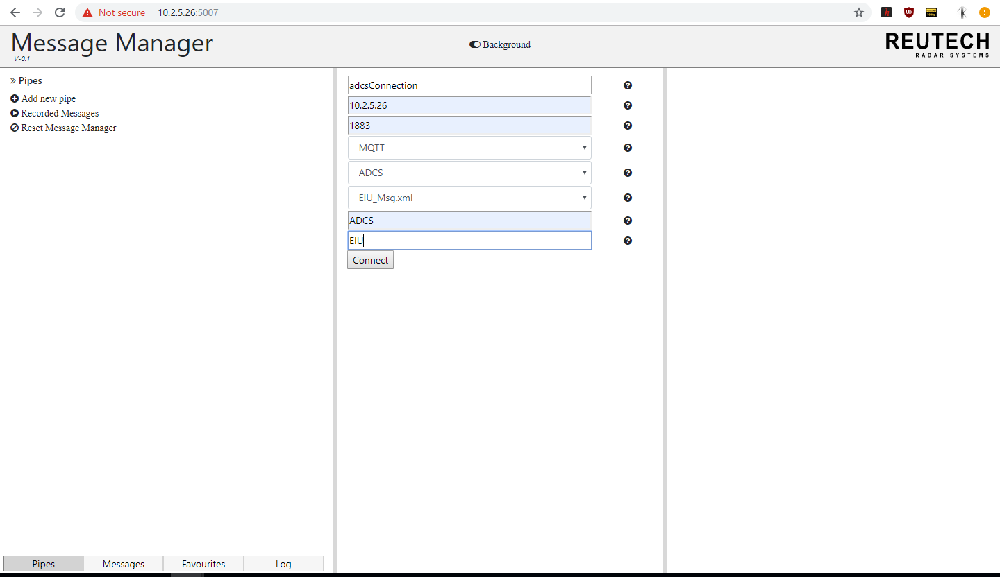 Not secure | 10.2.5.26:5007
Message Manager
V-0.1
Background
REUTECH
RADAR SYSTEMS
Pipes
Add new pipe
Recorded Messages
Reset Message Manager
adcsConnection
10.2.5.26
1883
MQTT
ADCS
EIU_Msg.xml
ADCS
EIU
Connect
Pipes Messages Favourites Log